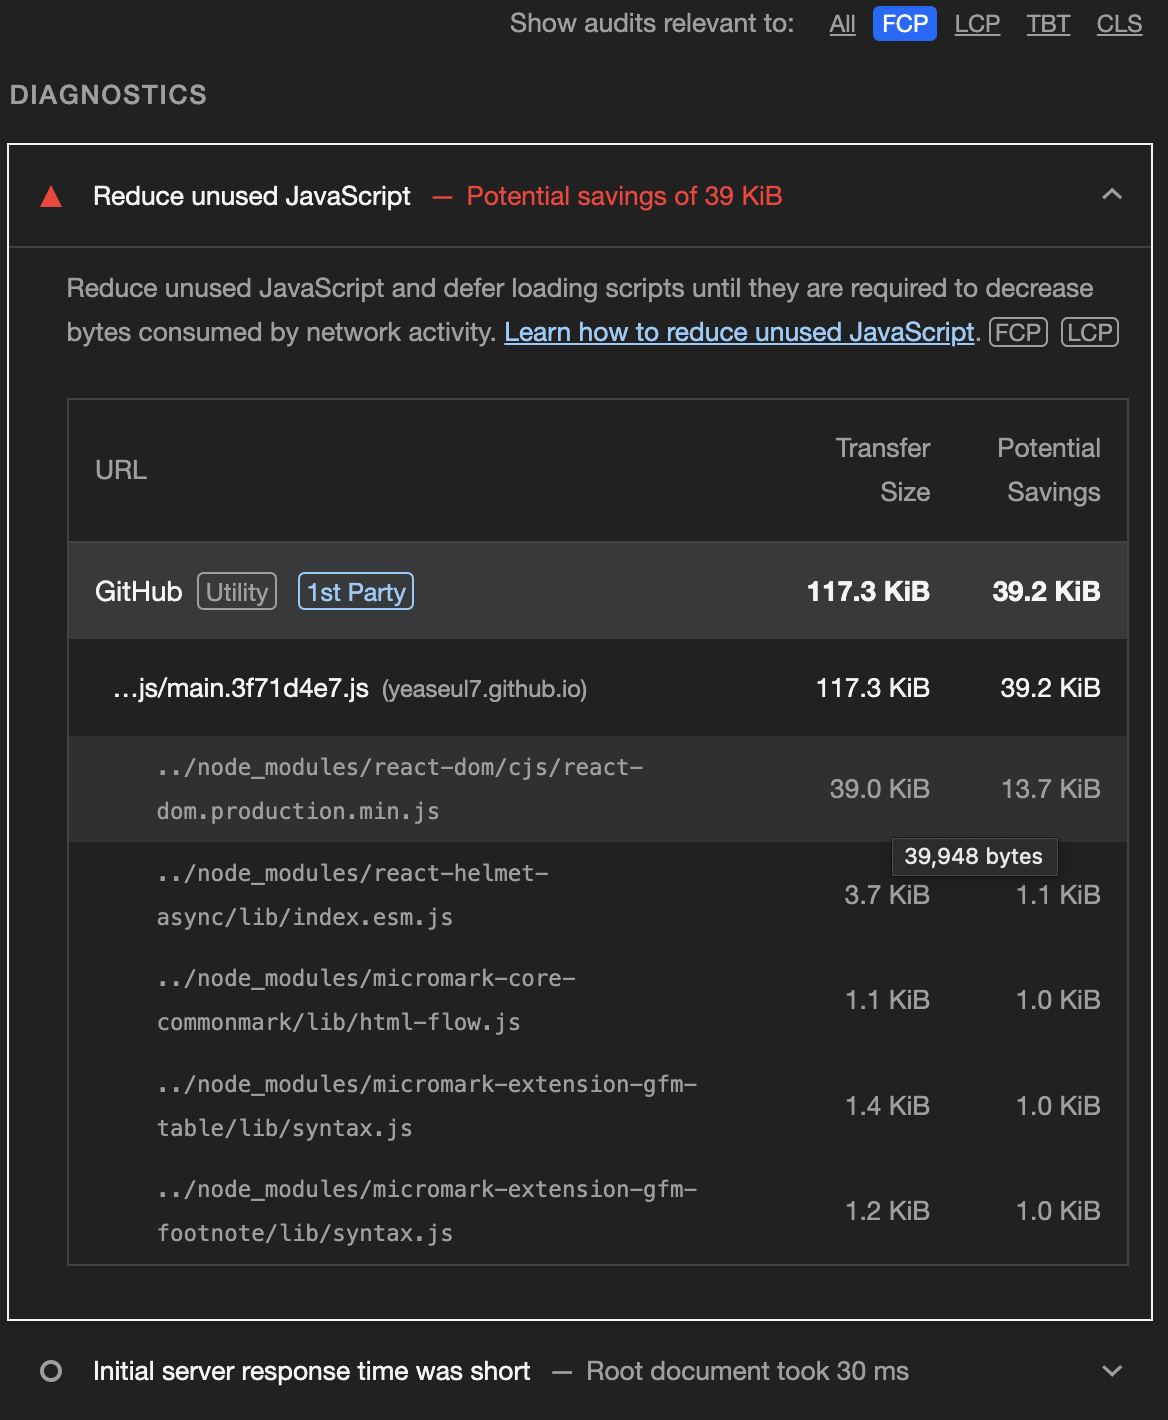 Show audits relevant to: All FCP LCP TBT CLS
DIAGNOSTICS
Reduce unused JavaScript — Potential savings of 39 KiB
Reduce unused JavaScript and defer loading scripts until they are required to decrease
bytes consumed by network activity. Learn how to reduce unused JavaScript. FCP LCP
URL
Transfer
Size
Potential
Savings
GitHub Utility 1st Party 117.3 KiB 39.2 KiB
…js/main.3f71d4e7.js (yeaseul7.github.io) 117.3 KiB 39.2 KiB
../node_modules/react-dom/cjs/react-
dom.production.min.js
39.0 KiB 13.7 KiB
39,948 bytes
../node_modules/react-helmet-
async/lib/index.esm.js
3.7 KiB 1.1 KiB
../node_modules/micromark-core-
commonmark/lib/html-flow.js
1.1 KiB 1.0 KiB
../node_modules/micromark-extension-gfm-
table/lib/syntax.js
1.4 KiB 1.0 KiB
../node_modules/micromark-extension-gfm-
footnote/lib/syntax.js
1.2 KiB 1.0 KiB
Initial server response time was short — Root document took 30 ms